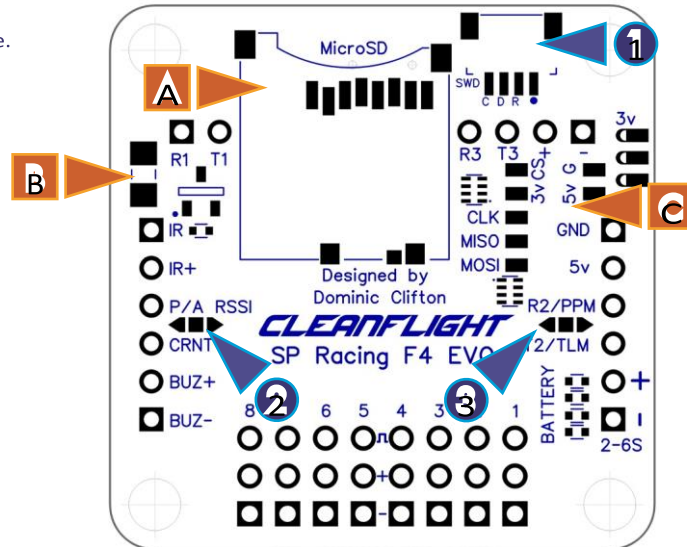 e.
MicroSD
1
A
SWD
C D R
3v
R1 T1
R3 T3 + -
B
3v CS
5v G
C
IR
CLK
GND
MISO
IR+
MOSI
5v
Designed by
Dominic Clifton
P/A RSSI
R2/PPM
CLEANFLIGHT
CRNT
SP Racing F4 EVO
T2/TLM
BUZ+
2
3
BATTERY
+
8 6 5 4 3 1
BUZ-
-
2-6S
+
-